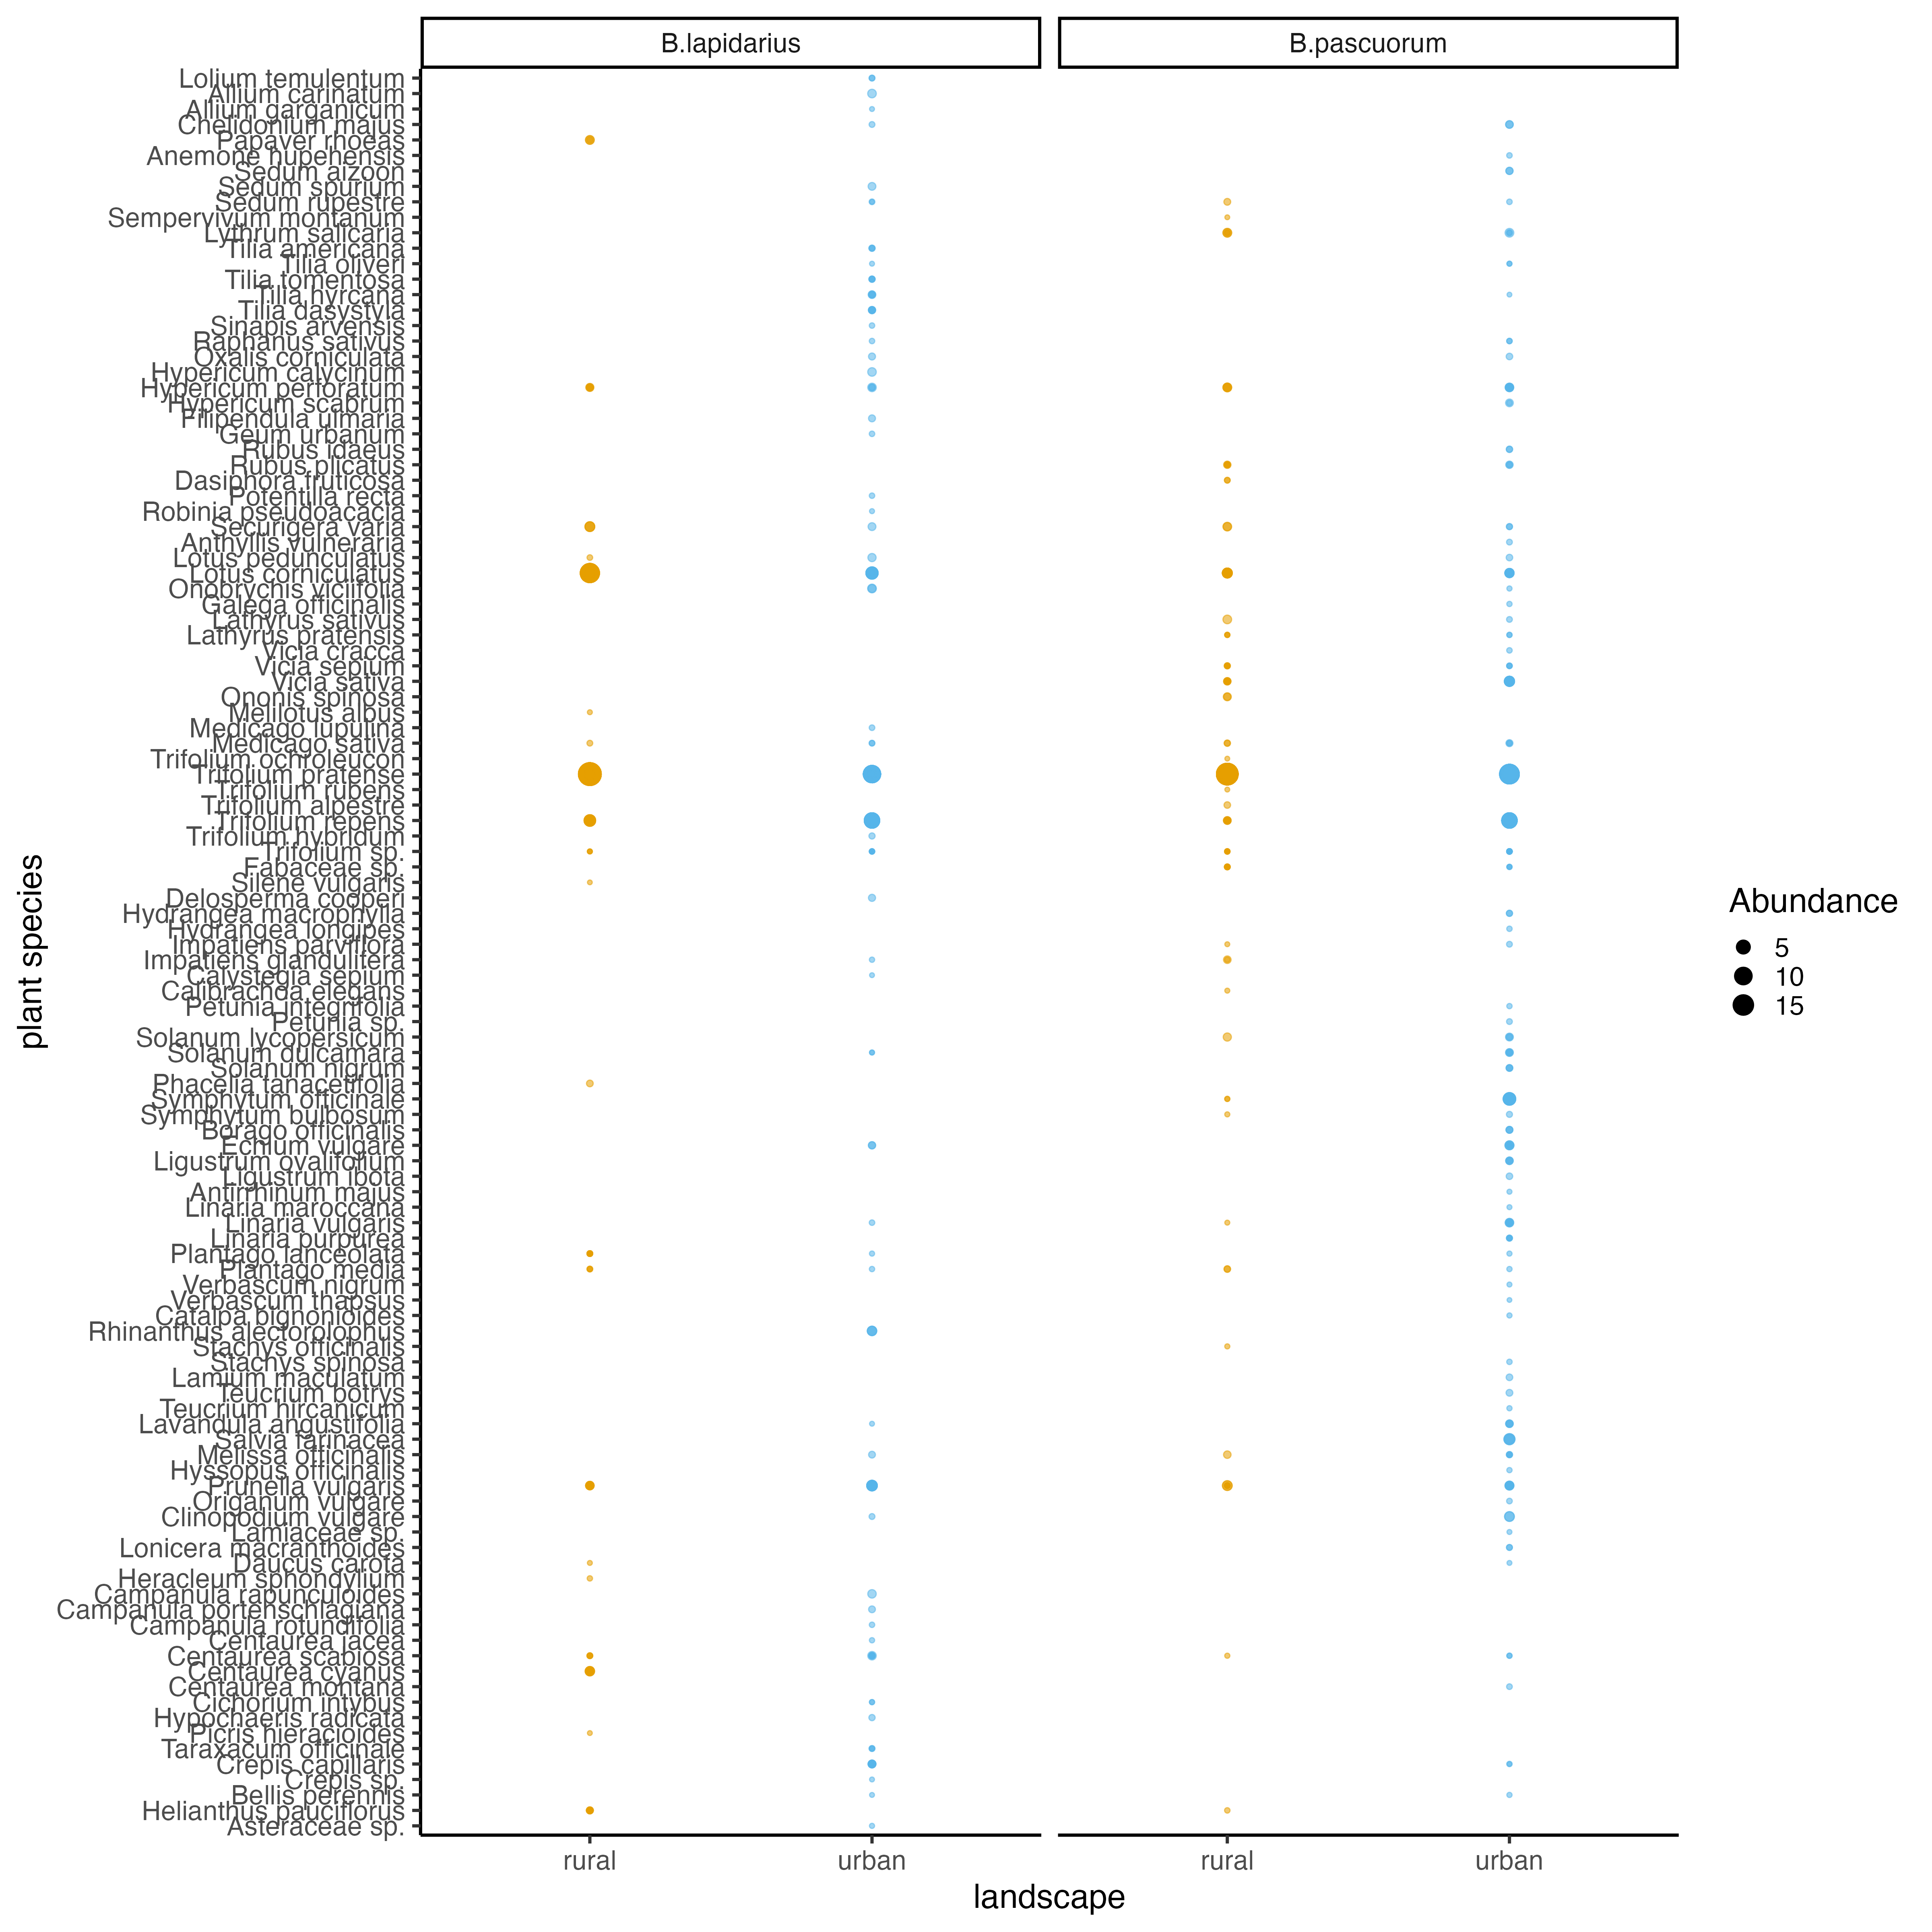 B.lapidarius
B.pascuorum
Lolium temulentum
Allium carinatum
Allium garganicum
Chelidonium majus
Papaver rhoeas
Anemone hupehensis
Sedum aizoon
Sedum spurium
Sedum rupestre
Sempervivum montanum
Lythrum salicaria
Tilia americana
Tilia oliveri
Tilia tomentosa
Tilia hyrcana
Tilia dasystyla
Sinapis arvensis
Raphanus sativus
Oxalis corniculata
Hypericum calycinum
Hypericum perforatum
Hypericum scabrum
Filipendula ulmaria
Geum urbanum
Rubus idaeus
Rubus plicatus
Dasiphora fruticosa
Potentilla recta
Robinia pseudoacacia
Securigera varia
Anthyllis vulneraria
Lotus pedunculatus
Lotus corniculatus
Onobrychis viciifolia
Galega officinalis
Lathyrus sativus
Lathyrus pratensis
Vicia cracca
Vicia sepium
Vicia sativa
Ononis spinosa
Melilotus albus
Medicago lupulina
Medicago sativa
Trifolium ochroleucon
Trifolium pratense
Trifolium rubens
Trifolium alpestre
Trifolium repens
Trifolium hybridum
Trifolium sp.
Fabaceae sp.
Silene vulgaris
Delosperma cooperi
Hydrangea macrophylla
Hydrangea longipes
Impatiens parviflora
Impatiens glandulifera
Calystegia sepium
Calibrachoa elegans
Petunia integrifolia
Petunia sp.
Solanum lycopersicum
Solanum dulcamara
Solanum nigrum
Phacelia tanacetifolia
Symphytum officinale
Symphytum bulbosum
Borago officinalis
Echium vulgare
Ligustrum ovalifolium
Ligustrum ibota
Antirrhinum majus
Linaria maroccana
Linaria vulgaris
Linaria purpurea
Plantago lanceolata
Plantago media
Verbascum nigrum
Verbascum thapsus
Catalpa bignonioides
Rhinanthus alectorolophus
Stachys officinalis
Stachys spinosa
Lamium maculatum
Teucrium botrys
Teucrium hircanicum
Lavandula angustifolia
Salvia farinacea
Melissa officinalis
Hyssopus officinalis
Prunella vulgaris
Origanum vulgare
Clinopodium vulgare
Lamiaceae sp.
Lonicera macranthoides
Daucus carota
Heracleum sphondylium
Campanula rapunculoides
Campanula portenschlagiana
Campanula rotundifolia
Centaurea jacea
Centaurea scabiosa
Centaurea cyanus
Centaurea montana
Cichorium intybus
Hypochaeris radicata
Picris hieracioides
Taraxacum officinale
Crepis capillaris
Crepis sp.
Bellis perennis
Helianthus pauciflorus
Asteraceae sp.
plant species
rural
urban
rural
urban
landscape
Abundance
5
10
15